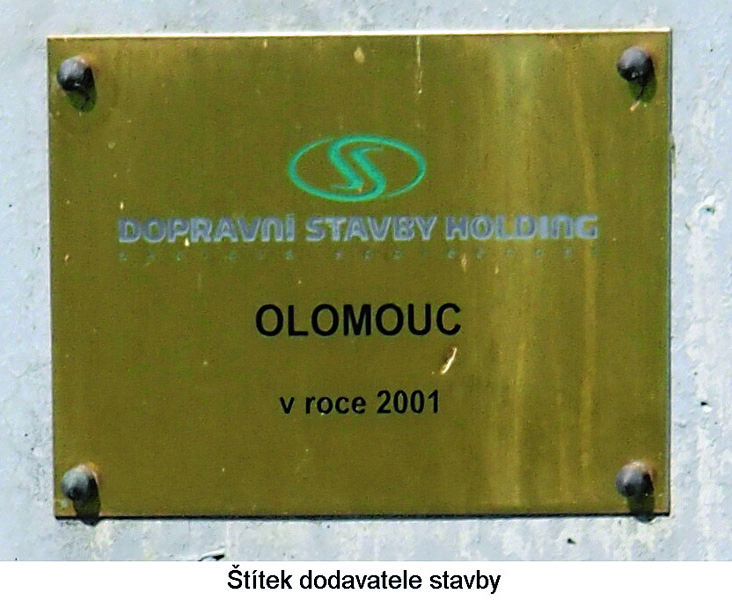 DOPRAVNÍ STAVBY HOLDING
OLOMOUC
v roce 2001
Štítek dodavatele stavby